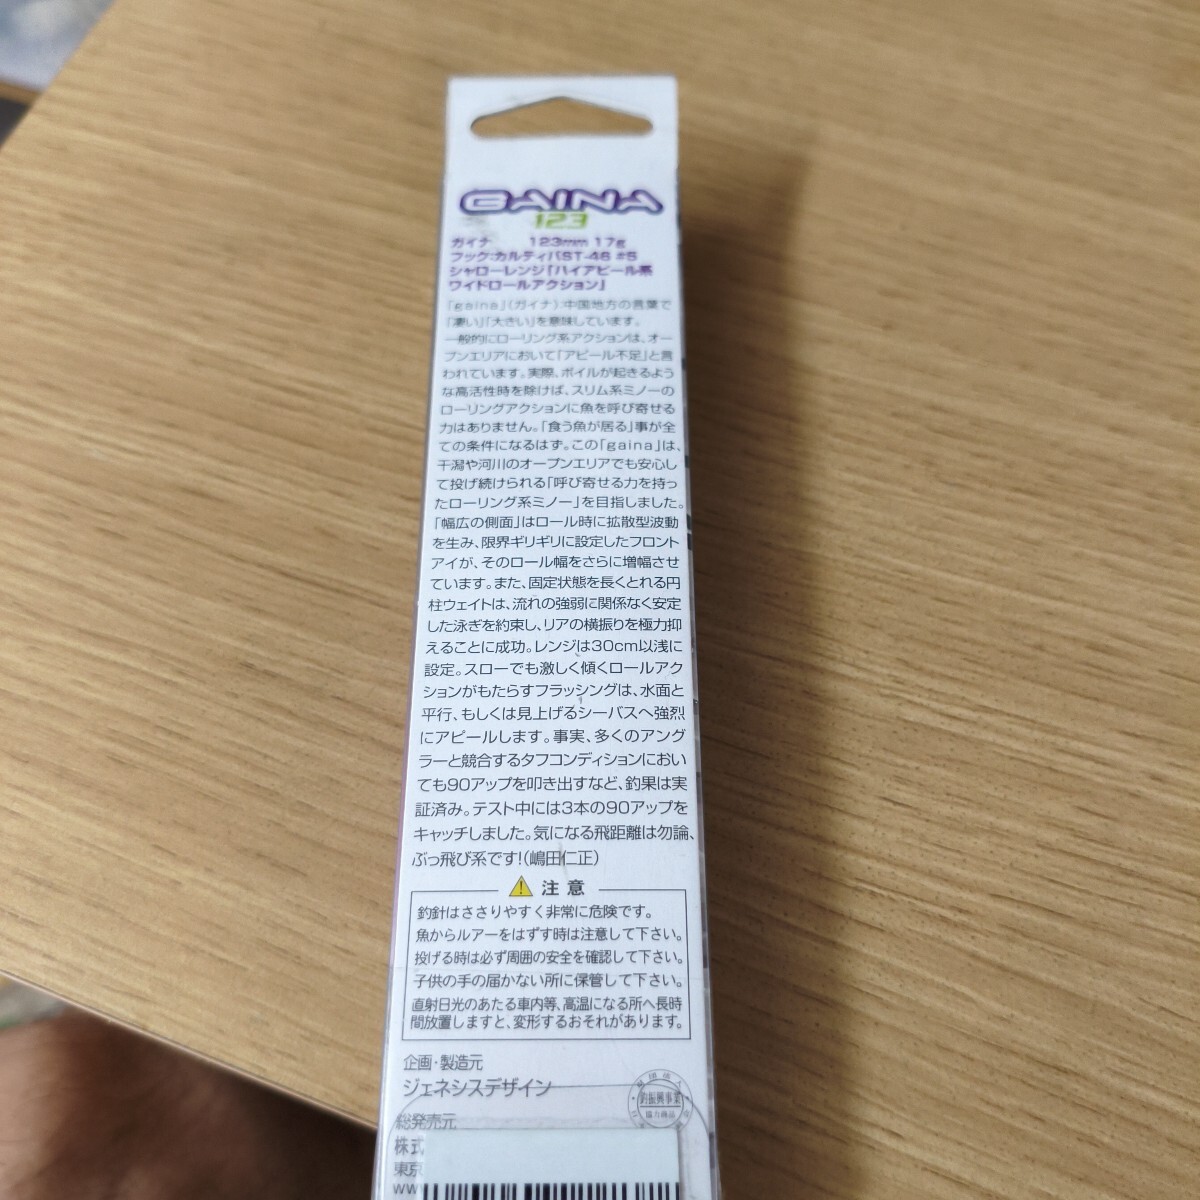 GAINA
123
ガイナ 123mm 17g
フック:カルティバST-46 #5
シャローレンジ「ハイアピール系
ワイドロールアクション」
「gaina」(ガイナ):中国地方の言葉で
「凄い」「大きい」を意味しています。
一般的にローリング系アクションは、オー
プンエリアにおいて「アピール不足」と言
われています。実際、ボイルが起きるよう
な高活性時を除けば、スリム系ミノーの
ローリングアクションに魚を呼び寄せる
力はありません。「食う魚が居る」事が全
ての条件になるはず。この「gaina」は、
干潟や河川のオープンエリアでも安心し
て投げ続けられる「呼び寄せる力を持っ
たローリング系ミノー」を目指しました。
「幅広の側面」はロール時に拡散型波動
を生み、限界ギリギリに設定したフロント
アイが、そのロール幅をさらに増幅させ
ています。また、固定状態を長くとれる円
柱ウェイトは、流れの強弱に関係なく安定
した泳ぎを約束し、リアの横振りを極力抑
えることに成功。レンジは30cm以浅に
設定。スローでも激しく傾くロールアク
ションがもたらすフラッシングは、水面と
平行、もしくは見上げるシーバスへ強烈
にアピールします。事実、多くのアング
ラーと競合するタフコンディションにおい
ても90アップを叩き出すなど、釣果は実
証済み。テスト中には3本の90アップを
キャッチしました。気になる飛距離は勿論、
ぶっ飛び系です!(嶋田仁正)
注意
釣針はささりやすく非常に危険です。
魚からルアーをはずす時は注意して下さい。
投げる時は必ず周囲の安全を確認して下さい。
子供の手の届かない所に保管して下さい。
直射日光のあたる車内等、高温になる所へ長時
間放置しますと、変形するおそれがあります。
企画・製造元
ジェネシスデザイン
釣振興事業
協力商品
総発売元
株式
東京
ww